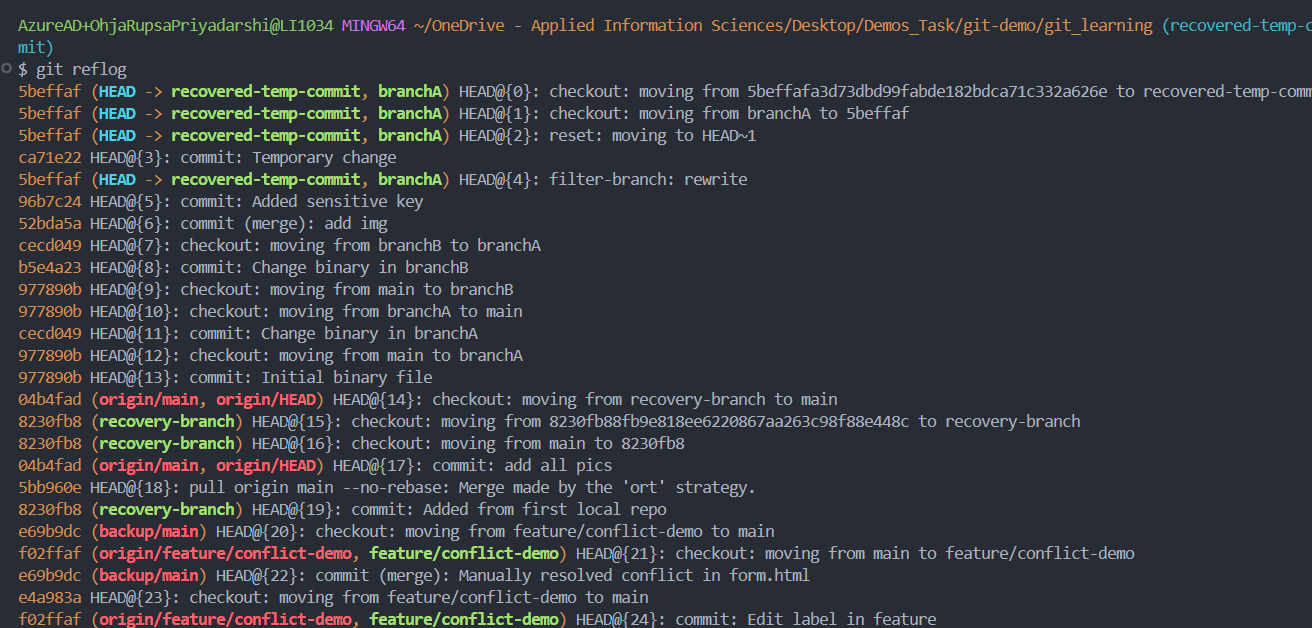 AzureAD+OhjaRupsaPriyadarshi@LI1034 MINGW64 ~/OneDrive - Applied Information Sciences/Desktop/Demos_Task/git-demo/git_learning (recovered-temp-c
mit)
$ git reflog
5beffaf (HEAD -> recovered-temp-commit, branchA) HEAD@{0}: checkout: moving from 5beffafa3d73dbd99fabde182bdca71c332a626e to recovered-temp-comm
5beffaf (HEAD -> recovered-temp-commit, branchA) HEAD@{1}: checkout: moving from branchA to 5beffaf
5beffaf (HEAD -> recovered-temp-commit, branchA) HEAD@{2}: reset: moving to HEAD~1
ca71e22 HEAD@{3}: commit: Temporary change
5beffaf (HEAD -> recovered-temp-commit, branchA) HEAD@{4}: filter-branch: rewrite
96b7c24 HEAD@{5}: commit: Added sensitive key
52bda5a HEAD@{6}: commit (merge): add img
cecd049 HEAD@{7}: checkout: moving from branchB to branchA
b5e4a23 HEAD@{8}: commit: Change binary in branchB
977890b HEAD@{9}: checkout: moving from main to branchB
977890b HEAD@{10}: checkout: moving from branchA to main
cecd049 HEAD@{11}: commit: Change binary in branchA
977890b HEAD@{12}: checkout: moving from main to branchA
977890b HEAD@{13}: commit: Initial binary file
04b4fad (origin/main, origin/HEAD) HEAD@{14}: checkout: moving from recovery-branch to main
8230fb8 (recovery-branch) HEAD@{15}: checkout: moving from 8230fb88fb9e818ee6220867aa263c98f88e448c to recovery-branch
8230fb8 (recovery-branch) HEAD@{16}: checkout: moving from main to 8230fb8
04b4fad (origin/main, origin/HEAD) HEAD@{17}: commit: add all pics
5bb960e HEAD@{18}: pull origin main --no-rebase: Merge made by the 'ort' strategy.
8230fb8 (recovery-branch) HEAD@{19}: commit: Added from first local repo
e69b9dc (backup/main) HEAD@{20}: checkout: moving from feature/conflict-demo to main
f02ffaf (origin/feature/conflict-demo, feature/conflict-demo) HEAD@{21}: checkout: moving from main to feature/conflict-demo
e69b9dc (backup/main) HEAD@{22}: commit (merge): Manually resolved conflict in form.html
e4a983a HEAD@{23}: checkout: moving from feature/conflict-demo to main
f02ffaf (origin/feature/conflict-demo, feature/conflict-demo) HEAD@{24}: commit: Edit label in feature